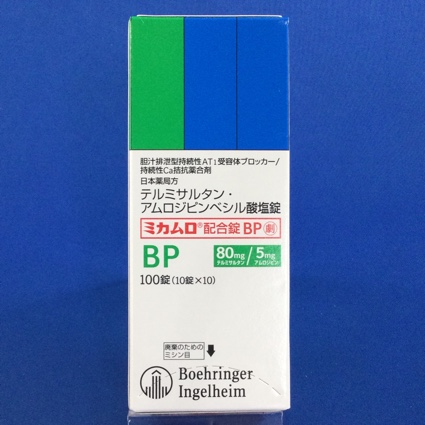 胆汁排泄型持続性AT1受容体ブロッカー/
持続性Ca拮抗薬合剤
日本薬局方
テルミサルタン・
アムロジピンベシル酸塩錠
ミカムロ®配合錠BP劇
BP
80mg/5mg
テルミサルタン アムロジピン
100錠(10錠×10)
廃棄のための
ミシン目
Boehringer
Ingelheim